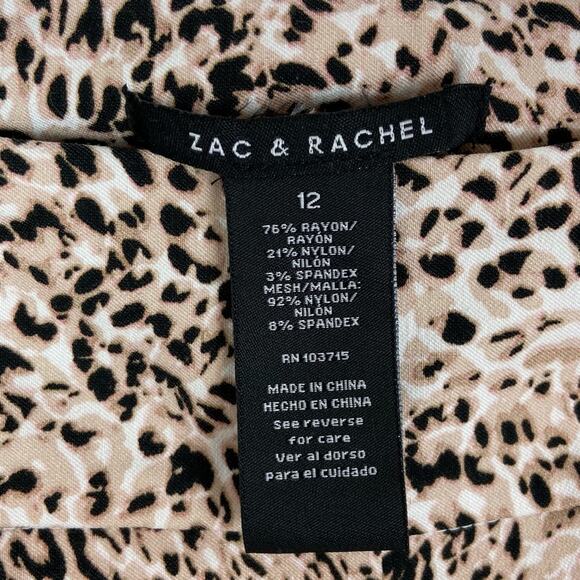 ZAC & RACHEL
12
76% RAYON/
RAYÓN
21% NYLON/
NILÓN
3% SPANDEX
MESH/MALLA:
92% NYLON/
NILÓN
8% SPANDEX
RN 103715
MADE IN CHINA
HECHO EN CHINA
See reverse
for care
Ver al dorso
para el cuidado